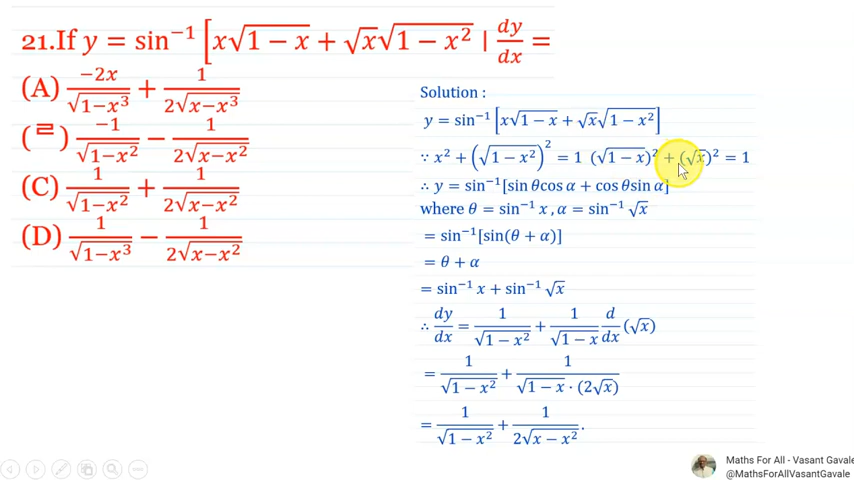 21.If y = sin⁻¹ [x√(1−x) + √x√(1−x²) | dy/dx =
(A) −2x/√(1−x³) + 1/(2√(x−x³))
(ㄹ) −1/√(1−x²) − 1/(2√(x−x²))
(C) 1/√(1−x²) + 1/(2√(x−x²))
(D) 1/√(1−x³) − 1/(2√(x−x²))
Solution :
y = sin⁻¹[x√(1−x) + √x√(1−x²)]
∵ x² + (√(1−x²))² = 1 (√(1−x))² + (√x)² = 1
∴ y = sin⁻¹[sin θcos α + cos θsin α]
where θ = sin⁻¹ x , α = sin⁻¹ √x
= sin⁻¹[sin(θ + α)]
= θ + α
= sin⁻¹ x + sin⁻¹ √x
∴ dy/dx = 1/√(1−x²) + 1/√(1−x) d/dx (√x)
= 1/√(1−x²) + 1/(√(1−x) · (2√x))
= 1/√(1−x²) + 1/(2√(x−x²)).
Maths For All - Vasant Gavale
@MathsForAllVasantGavale